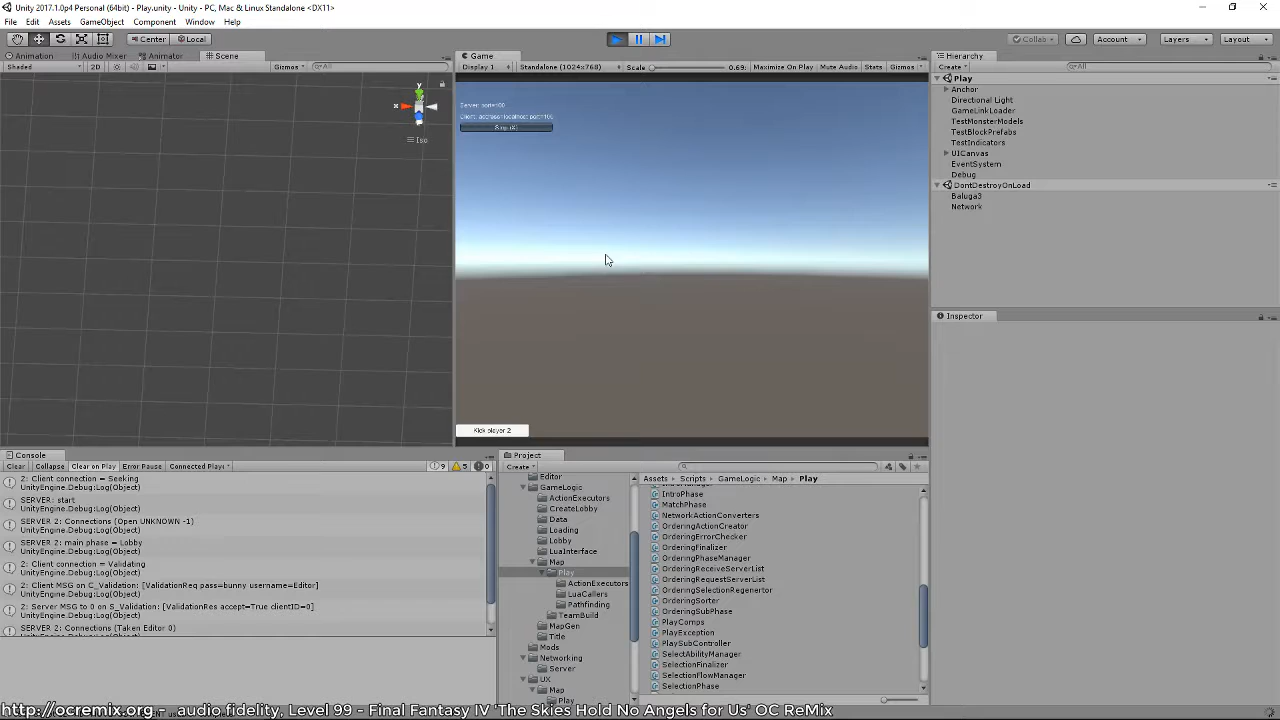 Unity 2017.1.0p4 Personal (64bit) - Play.unity - Unity - PC, Mac & Linux Standalone <DX11>
File Edit Assets GameObject Component Window Help
Center Local Collab Account Layers Layout
Animation Audio Mixer Animator Scene
Shaded 2D Gizmos All
y
x
Iso
Game
Display 1 Standalone (1024x768) Scale 0.69 Maximize On Play Mute Audio Stats Gizmos
Kick player 2
Hierarchy
Create All
Play
Anchor
Directional Light
GameLinkLoader
TestMonsterModels
TestBlockPrefabs
TestIndicators
UICanvas
EventSystem
Debug
DontDestroyOnLoad
Baluga3
Network
Inspector
Console
Clear Collapse Clear on Play Error Pause Connected Player 9 5 0
2: Client connection = Seeking
UnityEngine.Debug:Log(Object)
SERVER: start
UnityEngine.Debug:Log(Object)
SERVER 2: Connections (Open UNKNOWN -1)
UnityEngine.Debug:Log(Object)
SERVER 2: main phase = Lobby
UnityEngine.Debug:Log(Object)
2: Client connection = Validating
UnityEngine.Debug:Log(Object)
2: Client MSG on C_Validation: [ValidationReq pass=bunny username=Editor]
UnityEngine.Debug:Log(Object)
2: Server MSG to 0 on S_Validation: [ValidationRes accept=True clientID=0]
UnityEngine.Debug:Log(Object)
SERVER 2: Connections (Taken Editor 0)
Project
Create
Editor
GameLogic
ActionExecutors
CreateLobby
Data
Loading
Lobby
LuaInterface
Map
Play
ActionExecutors
LuaCallers
Pathfinding
TeamBuild
MapGen
Title
Mods
Networking
Server
UX
Map
Play
Assets Scripts GameLogic Map Play
IntroPhase
MatchPhase
NetworkActionConverters
OrderingActionCreator
OrderingErrorChecker
OrderingFinalizer
OrderingPhaseManager
OrderingReceiveServerList
OrderingRequestServerList
OrderingSelectionRegenertor
OrderingSorter
OrderingSubPhase
PlayComps
PlayException
PlaySubController
SelectAbilityManager
SelectionFinalizer
SelectionFlowManager
SelectionPhase
http://ocremix.org - audio fidelity, Level 99 - Final Fantasy IV 'The Skies Hold No Angels for Us' OC ReMix